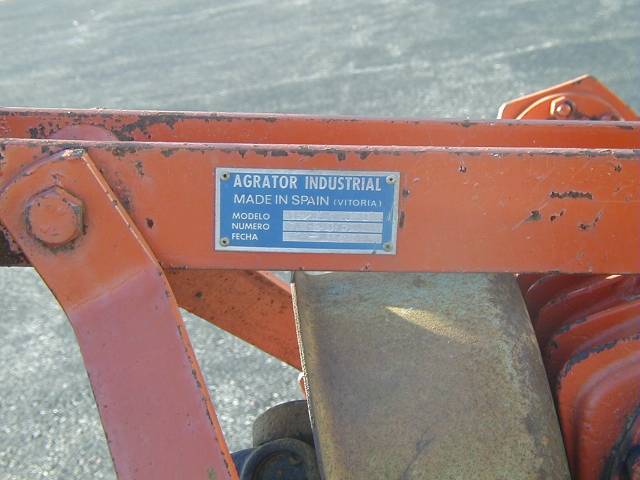 AGRATOR INDUSTRIAL
MADE IN SPAIN (VITORIA)
MODELO
NUMERO
FECHA